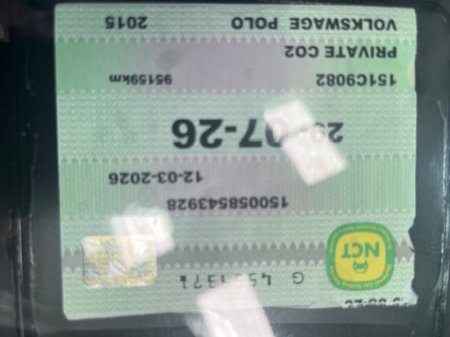 NCT
G
150058543928
12-03-2026
07-26
151C9082 95159km
PRIVATE CO2
VOLKSWAGE POLO 2015